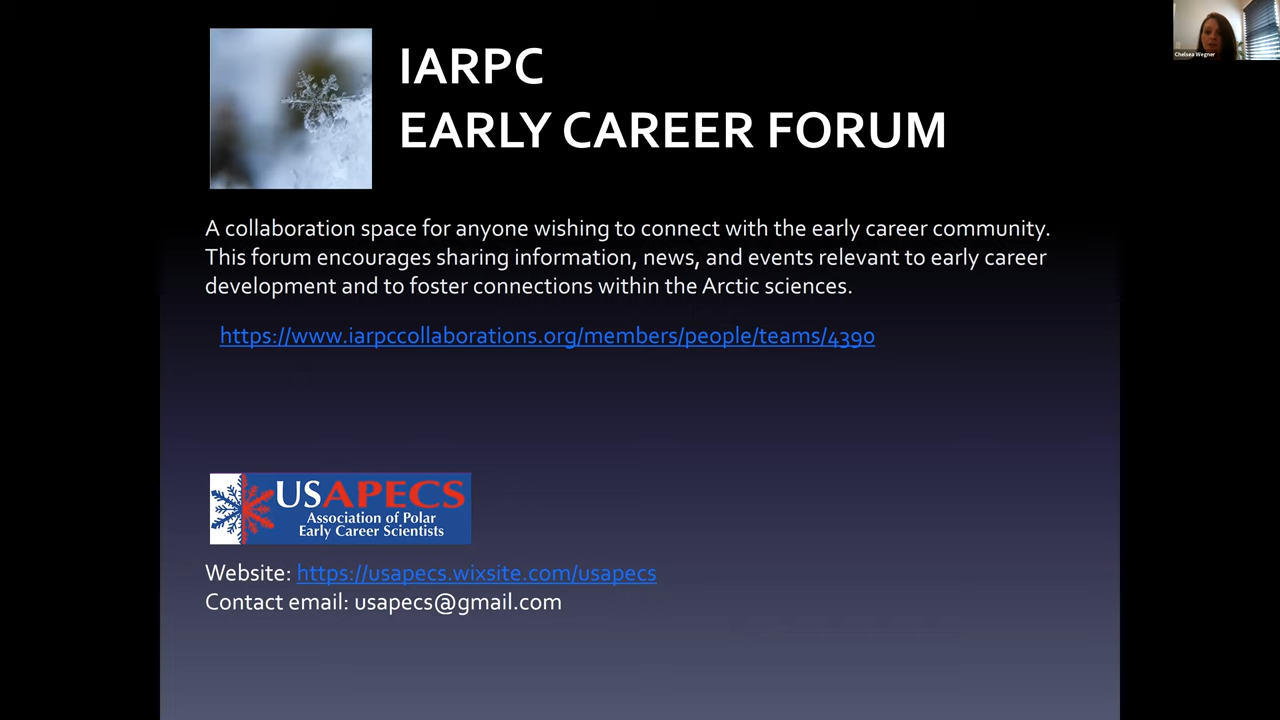 IARPC
EARLY CAREER FORUM
Chelsea Wegner
A collaboration space for anyone wishing to connect with the early career community.
This forum encourages sharing information, news, and events relevant to early career
development and to foster connections within the Arctic sciences.
https://www.iarpccollaborations.org/members/people/teams/4390
USAPECS
Association of Polar
Early Career Scientists
Website: https://usapecs.wixsite.com/usapecs
Contact email: usapecs@gmail.com